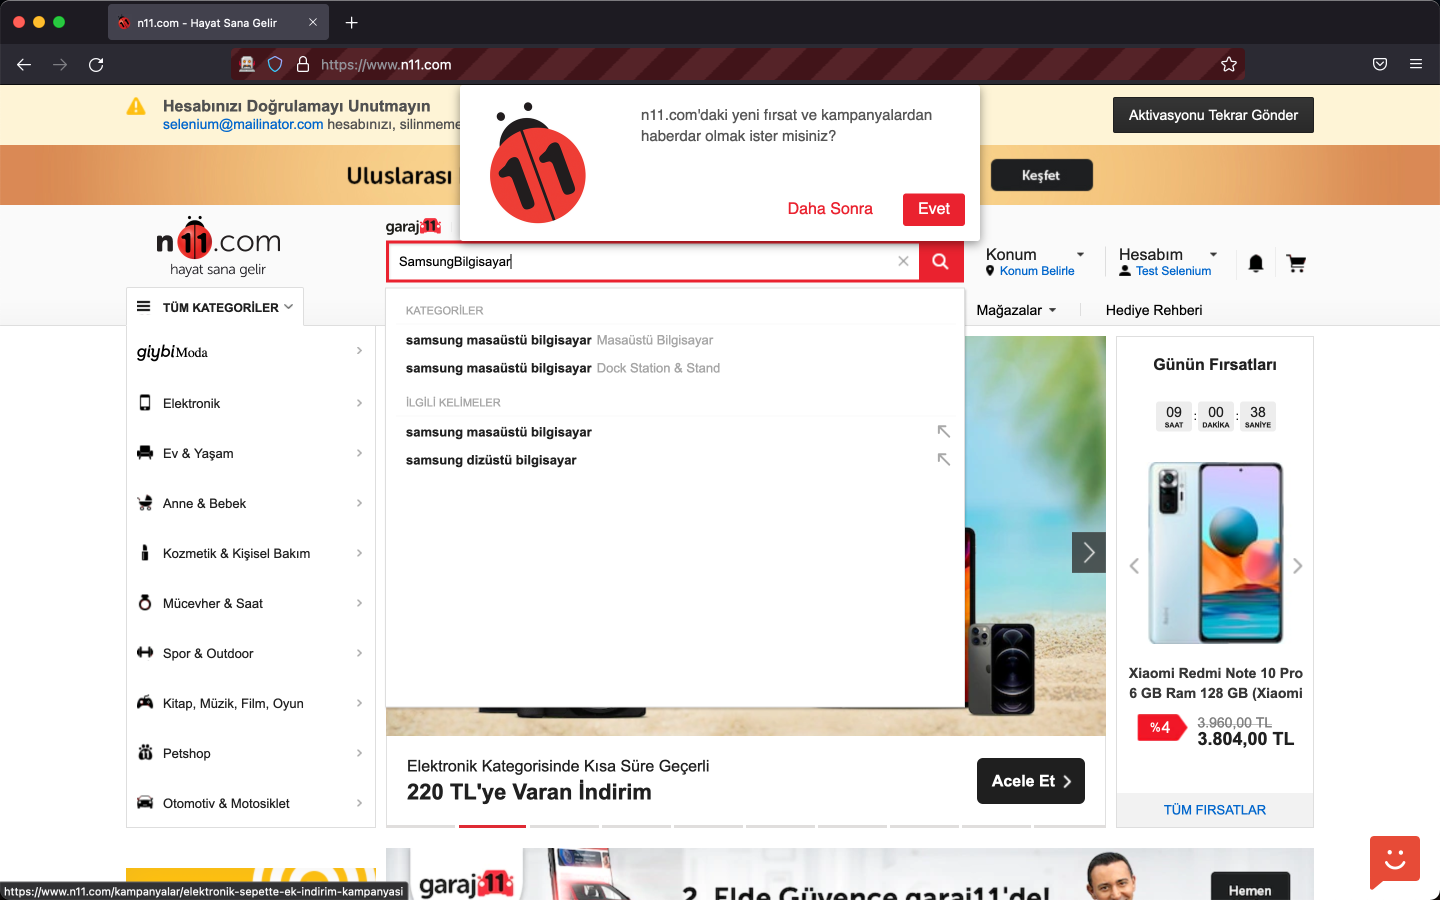 n11.com - Hayat Sana Gelir
https://www.n11.com
Hesabınızı Doğrulamayı Unutmayın
selenium@mailinator.com hesabınızı, silinmeme
Aktivasyonu Tekrar Gönder
n11.com'daki yeni fırsat ve kampanyalardan
haberdar olmak ister misiniz?
Daha Sonra
Evet
11
Uluslarası
Keşfet
n11.com
hayat sana gelir
garaj11
SamsungBilgisayar
Konum
Konum Belirle
Hesabım
Test Selenium
TÜM KATEGORİLER
Mağazalar
Hediye Rehberi
KATEGORİLER
samsung masaüstü bilgisayar Masaüstü Bilgisayar
samsung masaüstü bilgisayar Dock Station & Stand
İLGİLİ KELİMELER
samsung masaüstü bilgisayar
samsung dizüstü bilgisayar
giybiModa
Elektronik
Ev & Yaşam
Anne & Bebek
Kozmetik & Kişisel Bakım
Mücevher & Saat
Spor & Outdoor
Kitap, Müzik, Film, Oyun
Petshop
Otomotiv & Motosiklet
Günün Fırsatları
09 : 00 : 38
SAAT DAKİKA SANİYE
Xiaomi Redmi Note 10 Pro
6 GB Ram 128 GB (Xiaomi
%4
3.960,00 TL
3.804,00 TL
TÜM FIRSATLAR
Elektronik Kategorisinde Kısa Süre Geçerli
220 TL'ye Varan İndirim
Acele Et
garaj11
2. Elde Güvence garaj11'de!
Hemen
https://www.n11.com/kampanyalar/elektronik-sepette-ek-indirim-kampanyasi